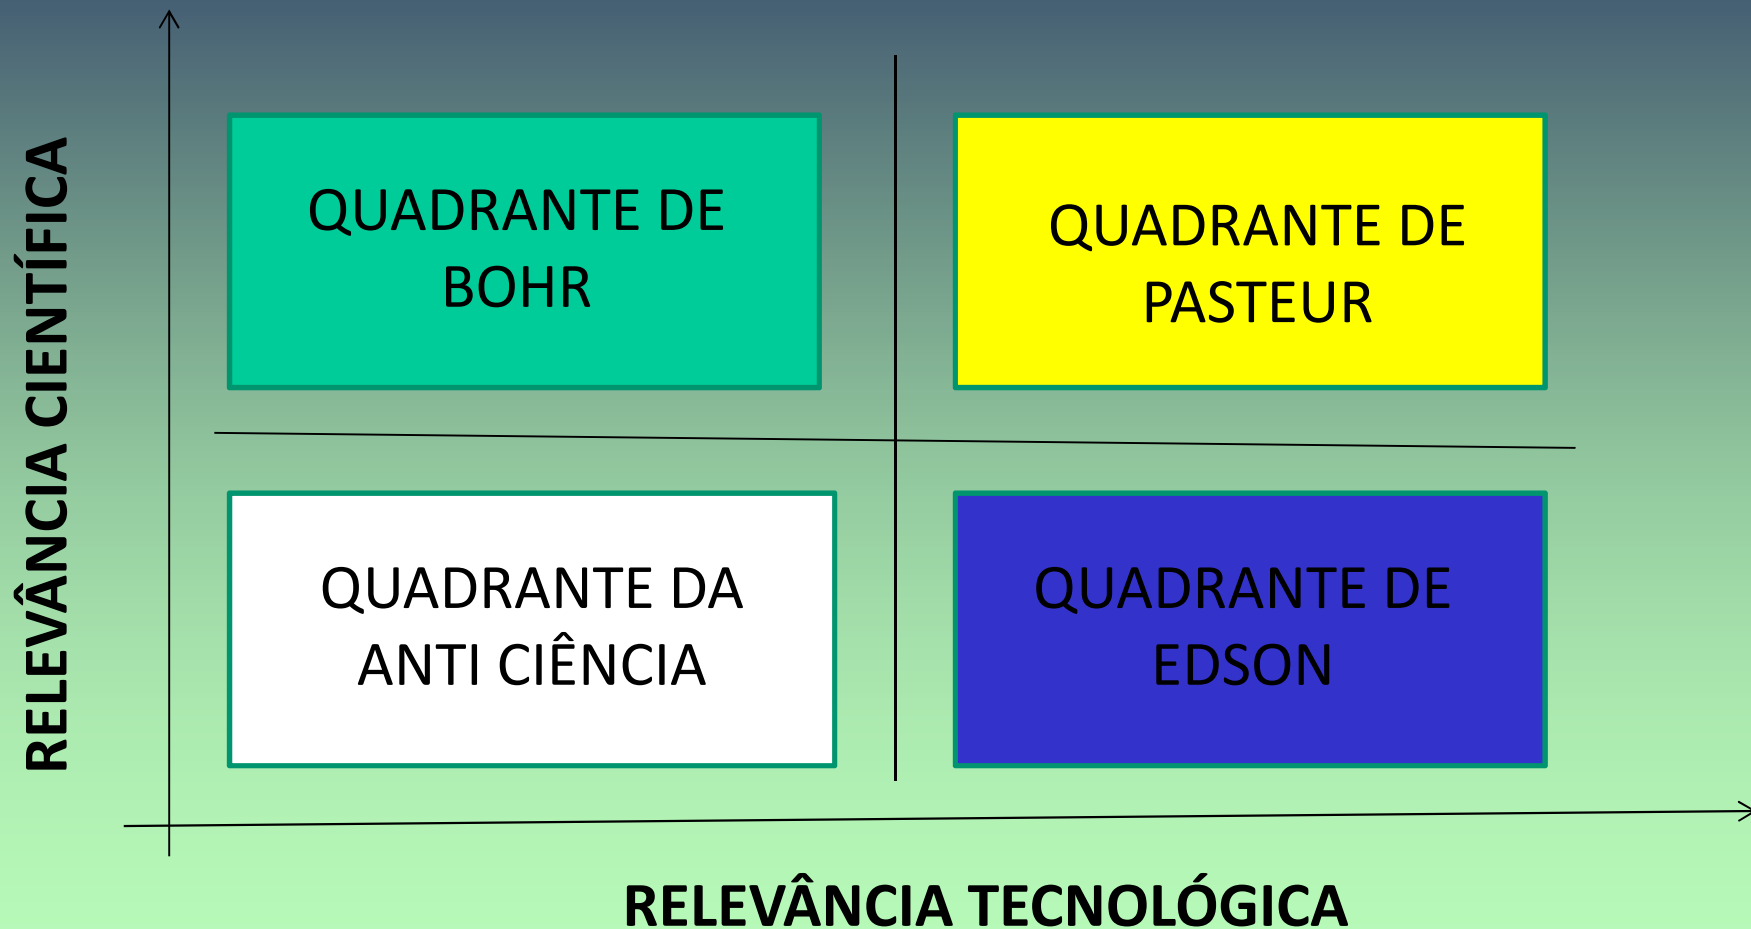 RELEVÂNCIA CIENTÍFICA
QUADRANTE DE
BOHR
QUADRANTE DE
PASTEUR
QUADRANTE DA
ANTI CIÊNCIA
QUADRANTE DE
EDSON
RELEVÂNCIA TECNOLÓGICA